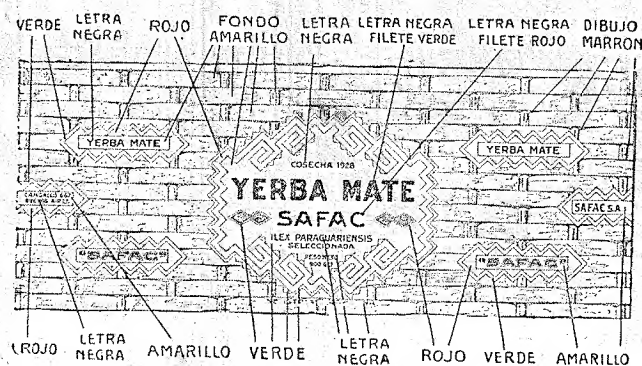 VERDE
LETRA
NEGRA
ROJO
FONDO
AMARILLO
LETRA
NEGRA
LETRA NEGRA
FILETE VERDE
LETRA NEGRA
FILETE ROJO
DIBUJO
MARRON
YERBA MATE
COSECHA 1928
YERBA MATE
SAFAC
ILEX PARAGUARIENSIS
SELECCIONADA
PESO NETO
YERBA MATE
SAFAC S.A.
"SAFAC"
"SAFAC"
ROJO
LETRA
NEGRA
AMARILLO
VERDE
LETRA
NEGRA
ROJO
VERDE
AMARILLO